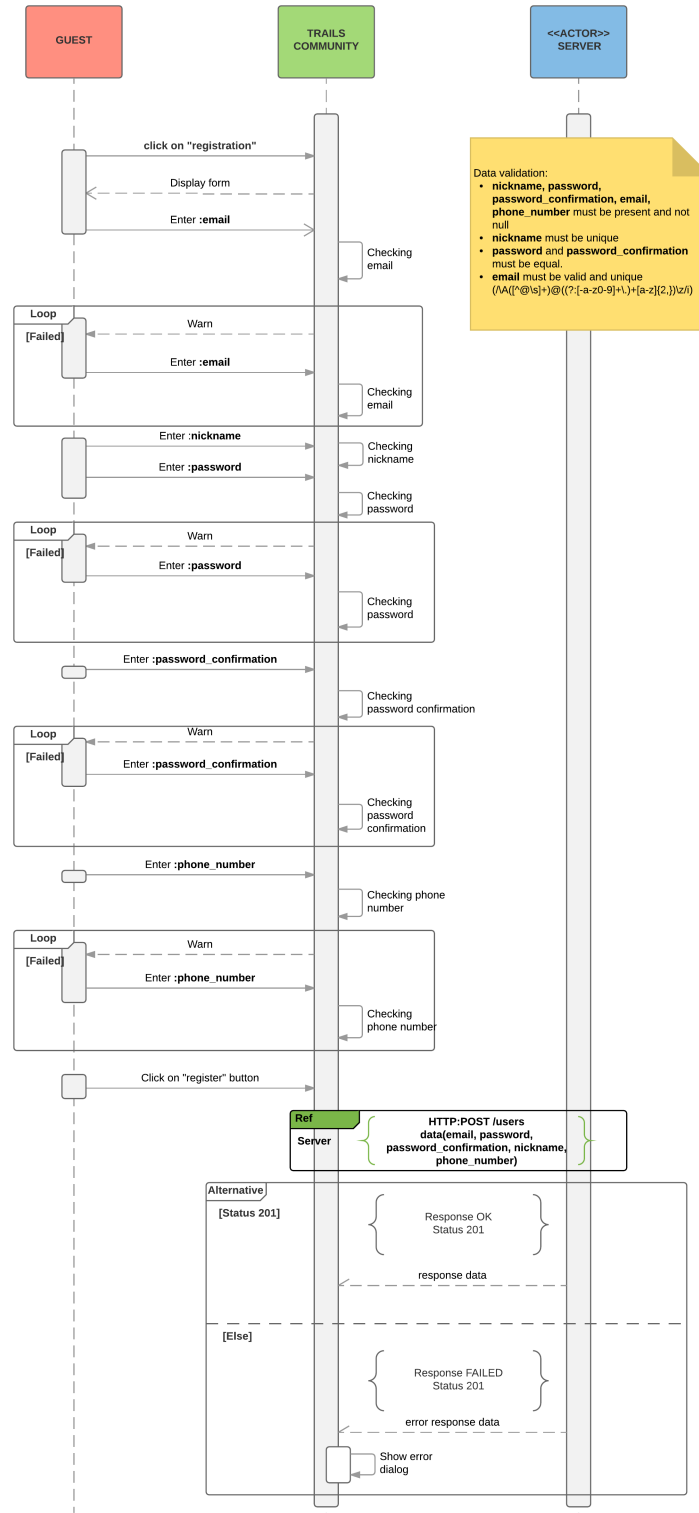 GUEST
TRAILS
COMMUNITY
<<ACTOR>>
SERVER
click on "registration"
Data validation:
• nickname, password,
password_confirmation, email,
phone_number must be present and not
null
• nickname must be unique
• password and password_confirmation
must be equal.
• email must be valid and unique
(/\A([^@\s]+)@((?:[-a-z0-9]+\.)+[a-z]{2,})\z/i)
Display form
Enter :email
Checking
email
Loop
[Failed]
Warn
Enter :email
Checking
email
Enter :nickname
Checking
nickname
Enter :password
Checking
password
Loop
[Failed]
Warn
Enter :password
Checking
password
Enter :password_confirmation
Checking
password confirmation
Loop
[Failed]
Warn
Enter :password_confirmation
Checking
password
confirmation
Enter :phone_number
Checking phone
number
Loop
[Failed]
Warn
Enter :phone_number
Checking
phone number
Click on "register" button
Ref
Server
HTTP:POST /users
data(email, password,
password_confirmation, nickname,
phone_number)
Alternative
[Status 201]
Response OK
Status 201
response data
[Else]
Response FAILED
Status 201
error response data
Show error
dialog